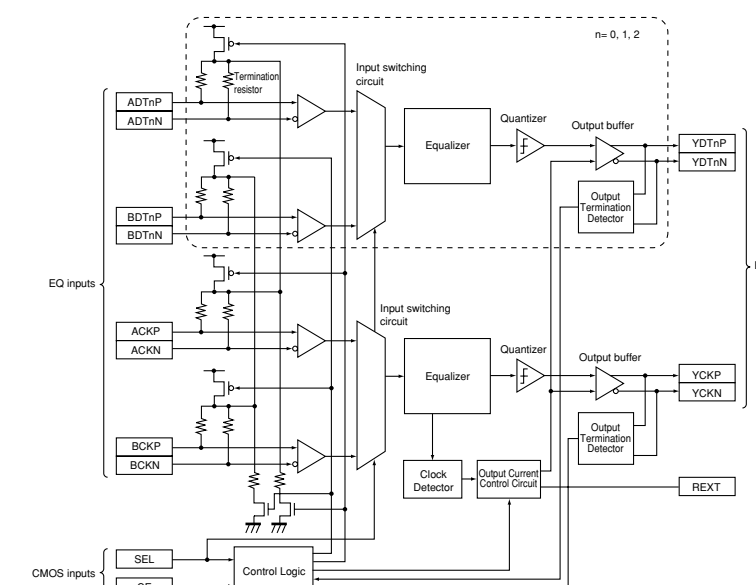 n= 0, 1, 2
Input switching
circuit
Termination
resistor
ADTnP
ADTnN
Equalizer
Quantizer
Output buffer
YDTnP
YDTnN
BDTnP
BDTnN
Output
Termination
Detector
EQ inputs
Input switching
circuit
ACKP
ACKN
Equalizer
Quantizer
Output buffer
YCKP
YCKN
BCKP
BCKN
Output
Termination
Detector
Clock
Detector
Output Current
Control Circuit
REXT
SEL
CMOS inputs
Control Logic